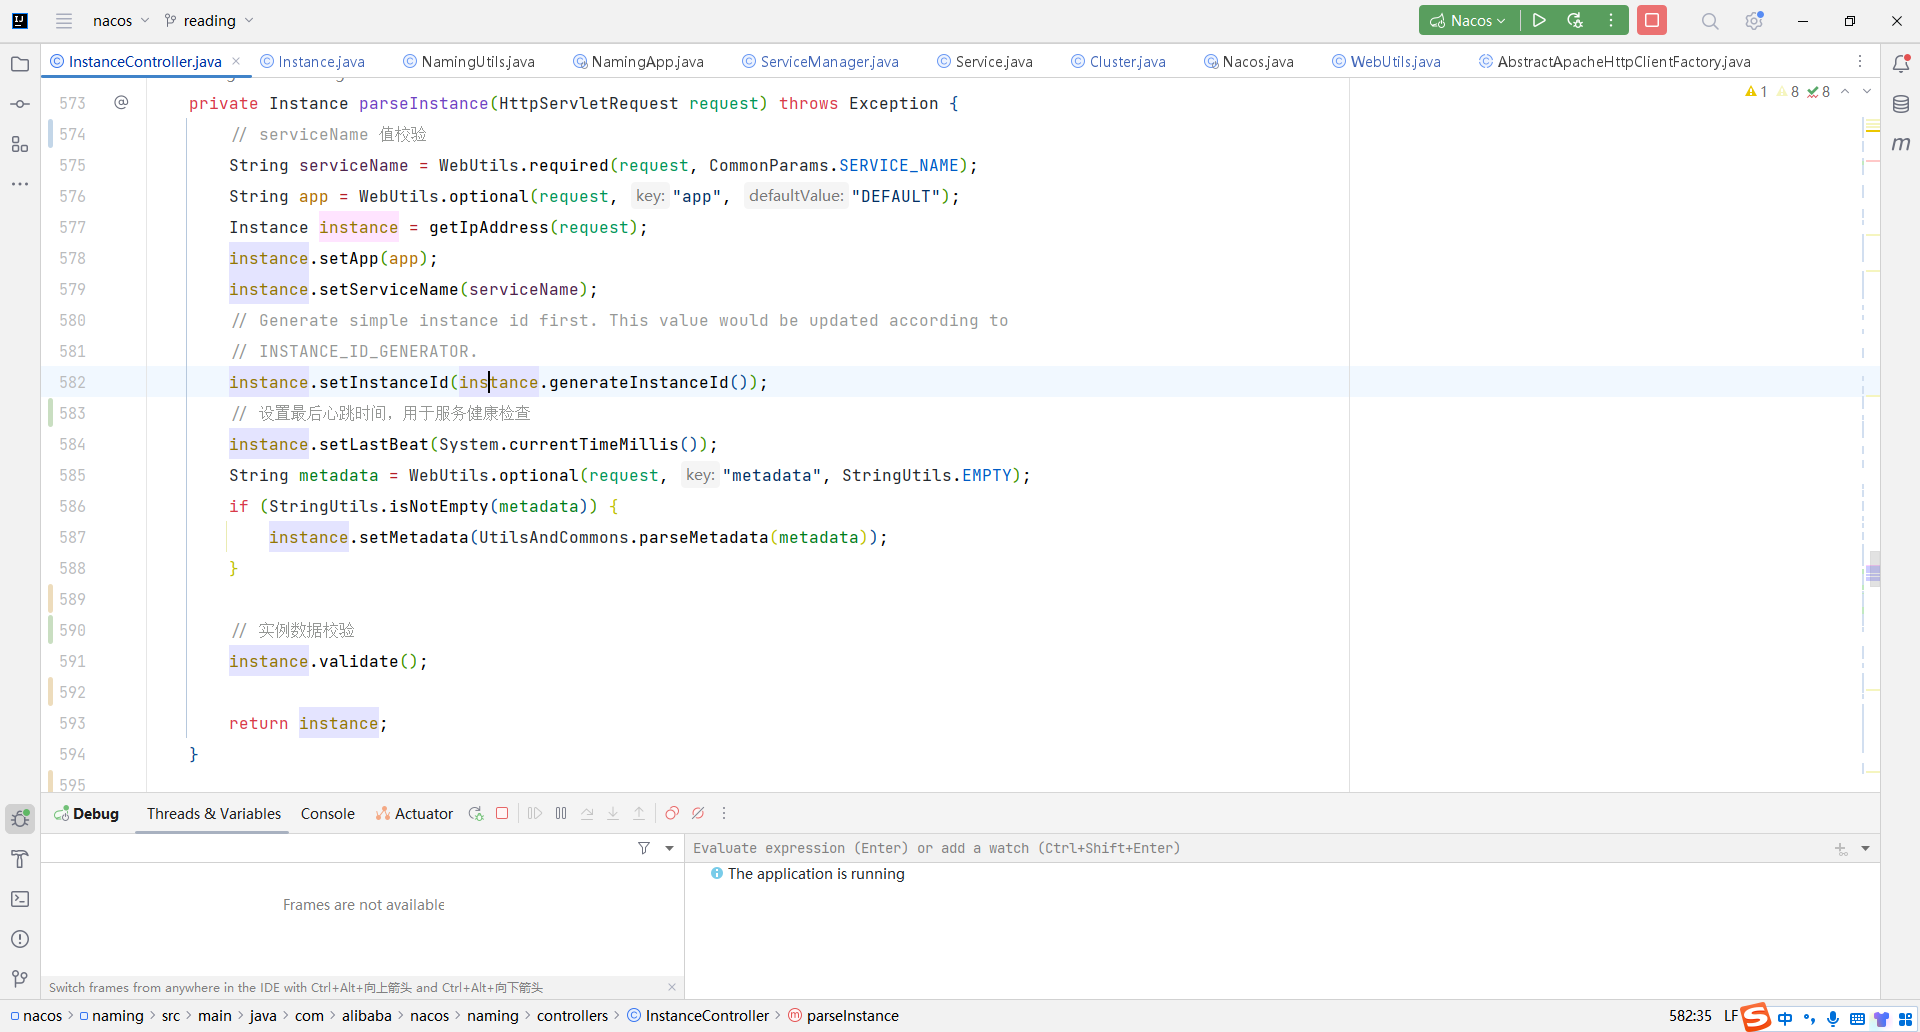 nacos reading Nacos
InstanceController.java Instance.java NamingUtils.java NamingApp.java ServiceManager.java Service.java Cluster.java Nacos.java WebUtils.java AbstractApacheHttpClientFactory.java
1 8 8
573 @ private Instance parseInstance(HttpServletRequest request) throws Exception {
574 // serviceName 值校验
575 String serviceName = WebUtils.required(request, CommonParams.SERVICE_NAME);
576 String app = WebUtils.optional(request, key: "app", defaultValue: "DEFAULT");
577 Instance instance = getIpAddress(request);
578 instance.setApp(app);
579 instance.setServiceName(serviceName);
580 // Generate simple instance id first. This value would be updated according to
581 // INSTANCE_ID_GENERATOR.
582 instance.setInstanceId(instance.generateInstanceId());
583 // 设置最后心跳时间，用于服务健康检查
584 instance.setLastBeat(System.currentTimeMillis());
585 String metadata = WebUtils.optional(request, key: "metadata", StringUtils.EMPTY);
586 if (StringUtils.isNotEmpty(metadata)) {
587 instance.setMetadata(UtilsAndCommons.parseMetadata(metadata));
588 }
589
590 // 实例数据校验
591 instance.validate();
592
593 return instance;
594 }
595
Debug Threads & Variables Console Actuator
Evaluate expression (Enter) or add a watch (Ctrl+Shift+Enter)
The application is running
Frames are not available
Switch frames from anywhere in the IDE with Ctrl+Alt+向上箭头 and Ctrl+Alt+向下箭头
nacos > naming > src > main > java > com > alibaba > nacos > naming > controllers > InstanceController > parseInstance 582:35 LF 中